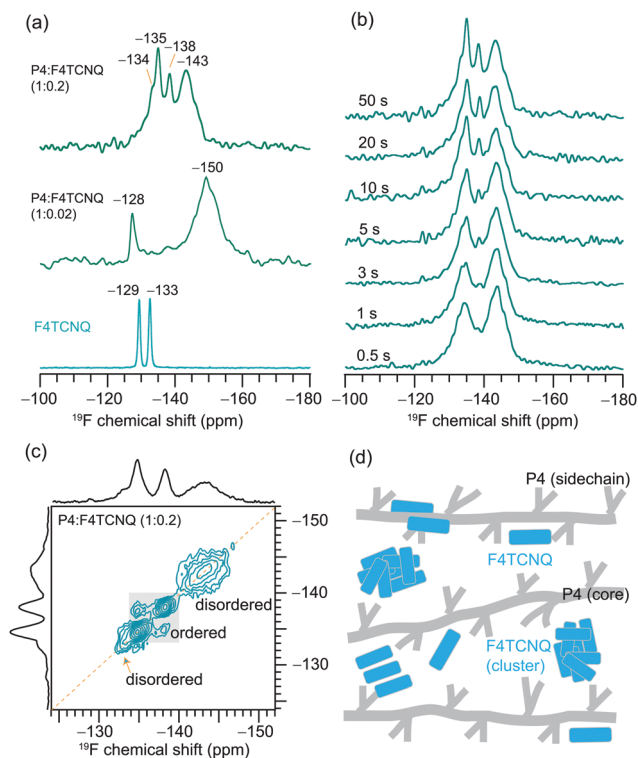 (a)
−135
−134
−138
−143
P4:F4TCNQ
(1:0.2)
−150
P4:F4TCNQ
(1:0.02)
−128
−129
−133
F4TCNQ
−100
−120
−140
−160
−180
¹⁹F chemical shift (ppm)
(b)
50 s
20 s
10 s
5 s
3 s
1 s
0.5 s
−100
−120
−140
−160
−180
¹⁹F chemical shift (ppm)
(c)
P4:F4TCNQ (1:0.2)
−150
−140
−130
disordered
ordered
disordered
−130
−140
−150
¹⁹F chemical shift (ppm)
(d)
P4 (sidechain)
F4TCNQ
P4 (core)
F4TCNQ
(cluster)